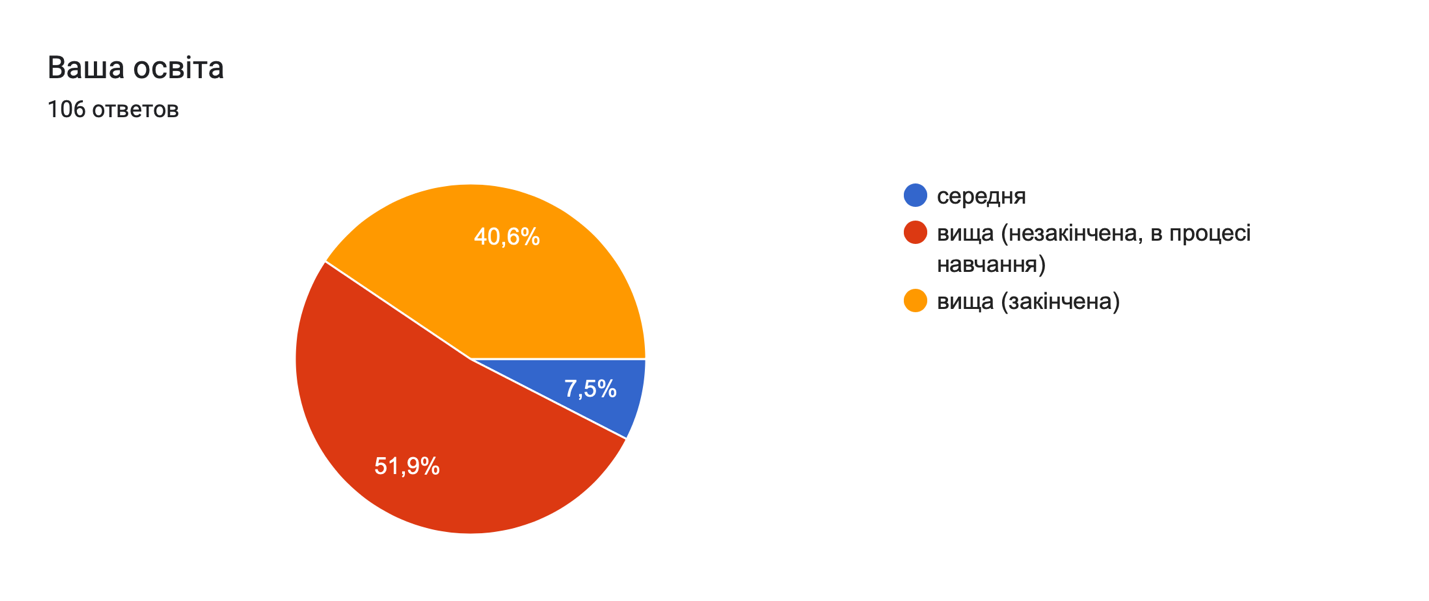 Ваша освіта
106 ответов
40,6%
7,5%
51,9%
середня
вища (незакінчена, в процесі
навчання)
вища (закінчена)